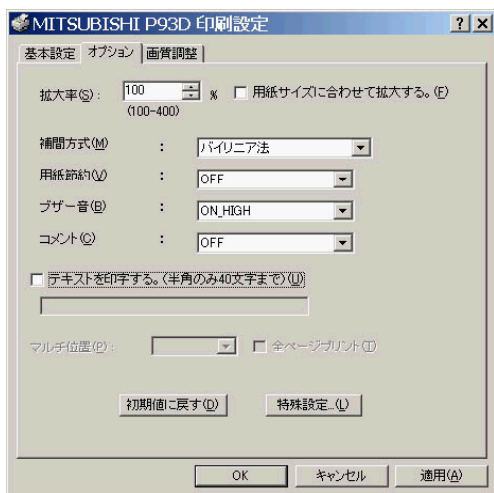 MITSUBISHI P93D 印刷設定
基本設定 オプション 画質調整
拡大率(S): 100 % 用紙サイズに合わせて拡大する。(F)
(100-400)
補間方式(M) : バイリニア法
用紙節約(V) : OFF
ブザー音(B) : ON_HIGH
コメント(C) : OFF
テキストを印字する。(半角のみ40文字まで)(U)
マルチ位置(P): 全ページプリント(T)
初期値に戻す(D) 特殊設定...(L)
OK キャンセル 適用(A)